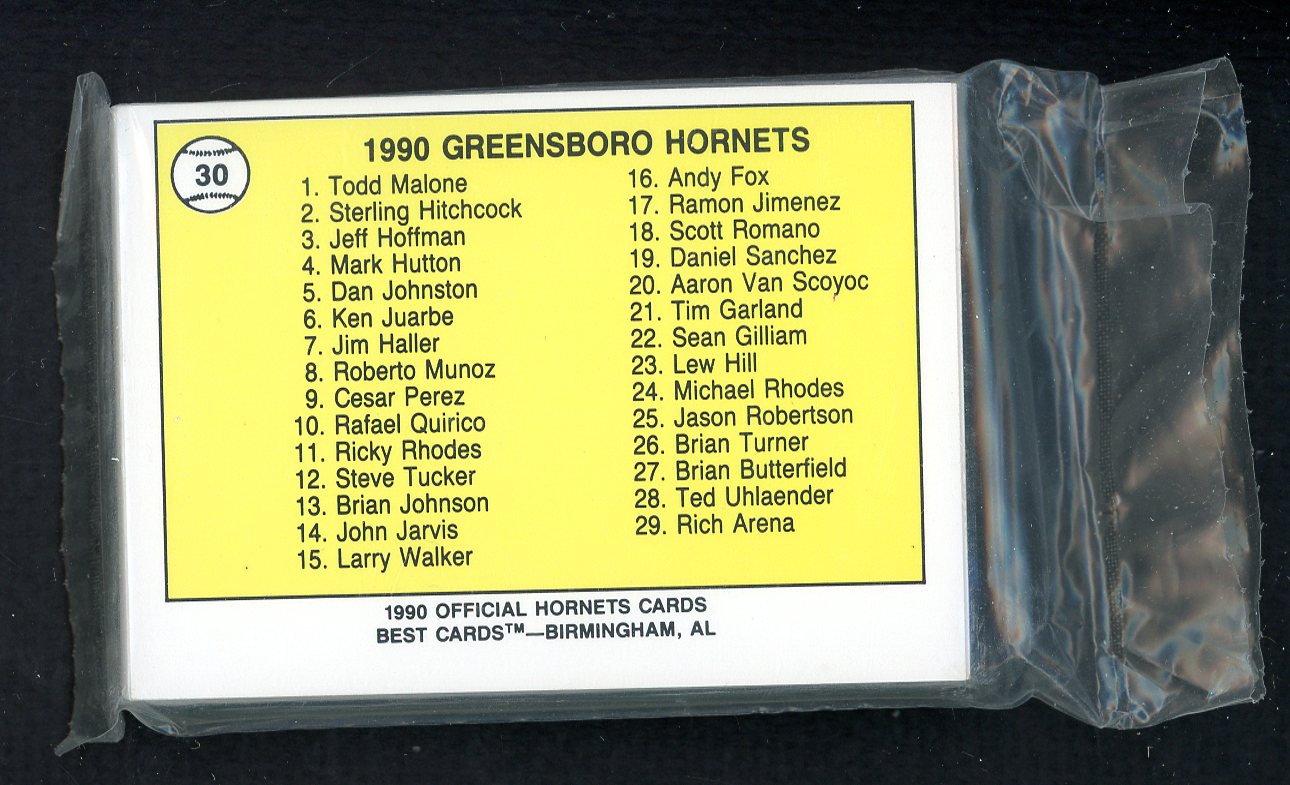 30
1990 GREENSBORO HORNETS
1. Todd Malone
2. Sterling Hitchcock
3. Jeff Hoffman
4. Mark Hutton
5. Dan Johnston
6. Ken Juarbe
7. Jim Haller
8. Roberto Munoz
9. Cesar Perez
10. Rafael Quirico
11. Ricky Rhodes
12. Steve Tucker
13. Brian Johnson
14. John Jarvis
15. Larry Walker
16. Andy Fox
17. Ramon Jimenez
18. Scott Romano
19. Daniel Sanchez
20. Aaron Van Scoyoc
21. Tim Garland
22. Sean Gilliam
23. Lew Hill
24. Michael Rhodes
25. Jason Robertson
26. Brian Turner
27. Brian Butterfield
28. Ted Uhlaender
29. Rich Arena
1990 OFFICIAL HORNETS CARDS
BEST CARDS™—BIRMINGHAM, AL